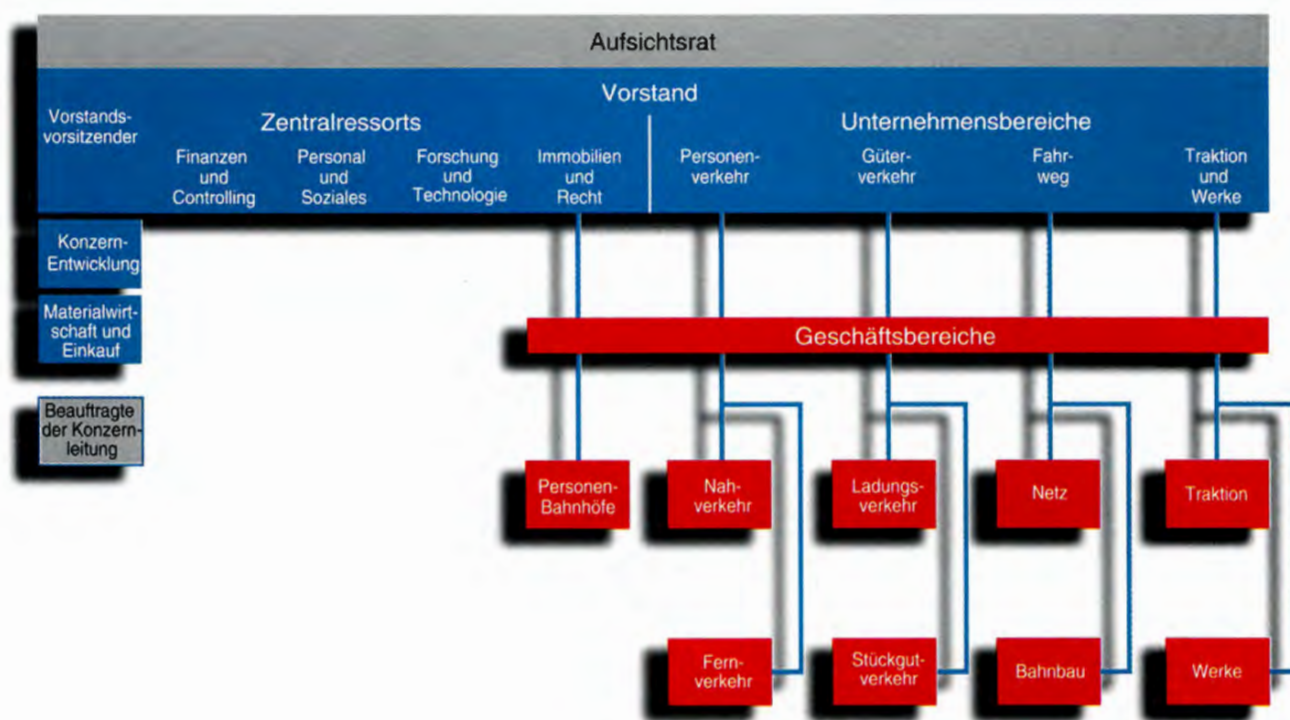 Aufsichtsrat
Vorstand
Vorstands-
vorsitzender
Zentralressorts
Unternehmensbereiche
Finanzen
und
Controlling
Personal
und
Soziales
Forschung
und
Technologie
Immobilien
und
Recht
Personen-
verkehr
Güter-
verkehr
Fahr-
weg
Traktion
und
Werke
Konzern-
Entwicklung
Materialwirt-
schaft und
Einkauf
Beauftragte
der Konzern-
leitung
Geschäftsbereiche
Personen-
Bahnhöfe
Nah-
verkehr
Ladungs-
verkehr
Netz
Traktion
Fern-
verkehr
Stückgut-
verkehr
Bahnbau
Werke